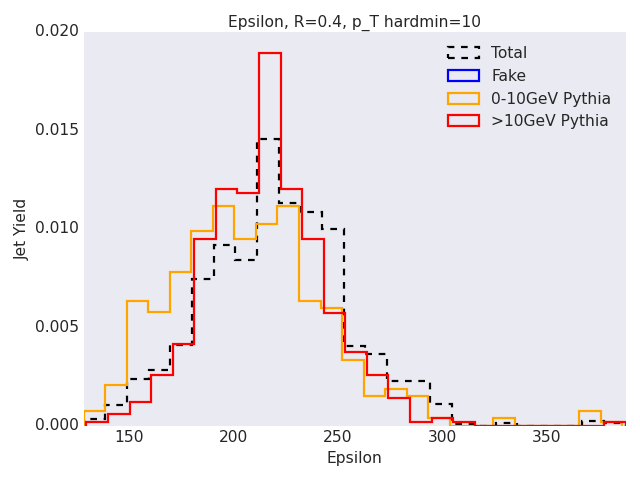 Epsilon, R=0.4, p_T hardmin=10
Total
Fake
0-10GeV Pythia
>10GeV Pythia
Jet Yield
0.020
0.015
0.010
0.005
0.000
150 200 250 300 350
Epsilon